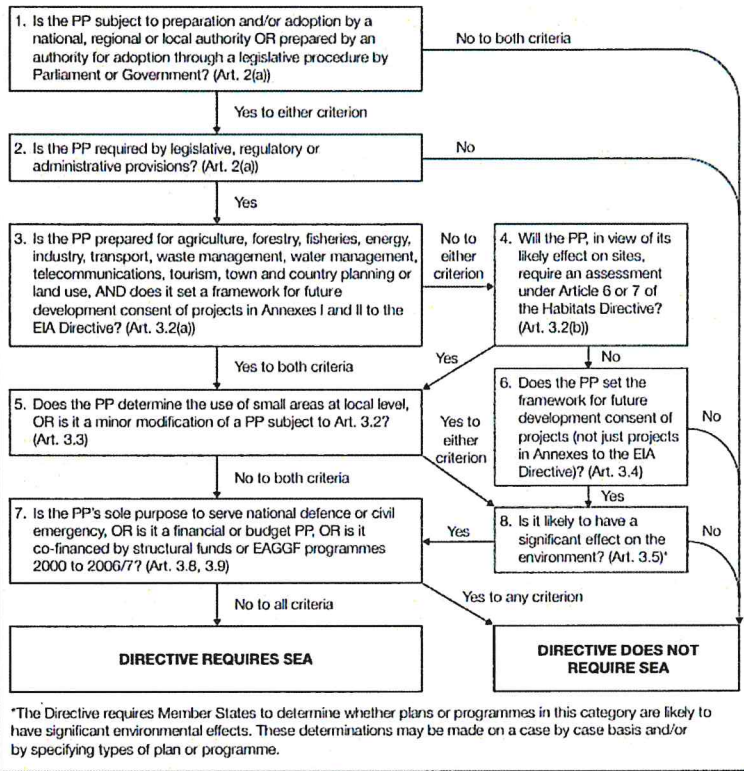 1. Is the PP subject to preparation and/or adoption by a
national, regional or local authority OR prepared by an
authority for adoption through a legislative procedure by
Parliament or Government? (Art. 2(a))
No to both criteria
Yes to either criterion
2. Is the PP required by legislative, regulatory or
administrative provisions? (Art. 2(a))
No
Yes
3. Is the PP prepared for agriculture, forestry, fisheries, energy,
industry, transport, waste management, water management,
telecommunications, tourism, town and country planning or
land use, AND does it set a framework for future
development consent of projects in Annexes I and II to the
EIA Directive? (Art. 3.2(a))
No to
either
criterion
4. Will the PP, in view of its
likely effect on sites,
require an assessment
under Article 6 or 7 of
the Habitats Directive?
(Art. 3.2(b))
Yes to both criteria
Yes
No
5. Does the PP determine the use of small areas at local level,
OR is it a minor modification of a PP subject to Art. 3.2?
(Art. 3.3)
Yes to
either
criterion
6. Does the PP set the
framework for future
development consent of
projects (not just projects
in Annexes to the EIA
Directive)? (Art. 3.4)
No
No to both criteria
Yes
7. Is the PP's sole purpose to serve national defence or civil
emergency, OR is it a financial or budget PP, OR is it
co-financed by structural funds or EAGGF programmes
2000 to 2006/7? (Art. 3.8, 3.9)
Yes
8. Is it likely to have a
significant effect on the
environment? (Art. 3.5)*
No
No to all criteria
Yes to any criterion
DIRECTIVE REQUIRES SEA
DIRECTIVE DOES NOT
REQUIRE SEA
*The Directive requires Member States to determine whether plans or programmes in this category are likely to
have significant environmental effects. These determinations may be made on a case by case basis and/or
by specifying types of plan or programme.